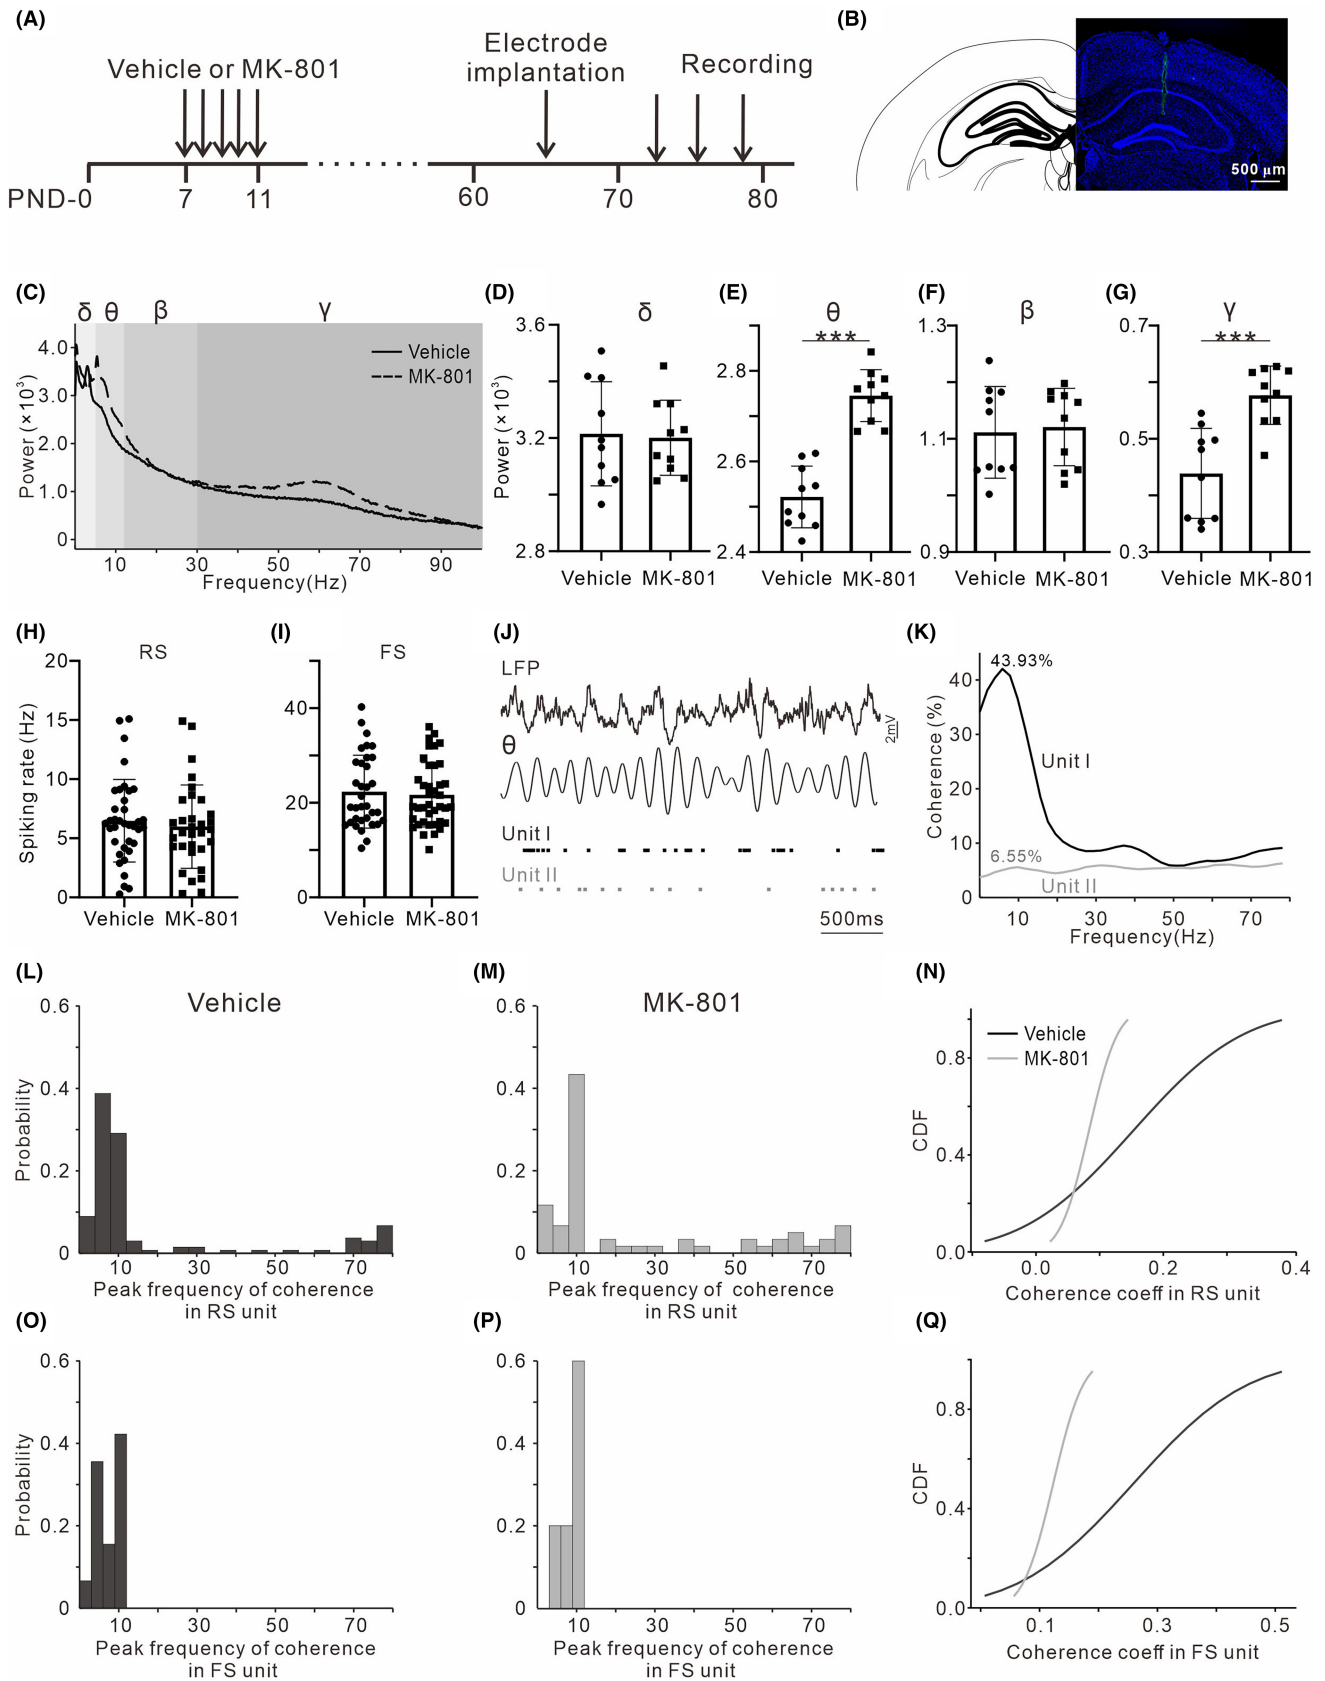 (A)
Vehicle or MK-801
Electrode
implantation
Recording
PND-0 7 11 60 70 80
(B)
500 μm
(C)
δ θ β γ
Power (×10³)
4.0
3.0
2.0
1.0
0
Vehicle
MK-801
10 30 50 70 90
Frequency(Hz)
(D)
δ
Power (×10³)
3.6
3.2
2.8
Vehicle MK-801
(E)
θ
***
2.8
2.6
2.4
Vehicle MK-801
(F)
β
1.3
1.1
0.9
Vehicle MK-801
(G)
γ
***
0.7
0.5
0.3
Vehicle MK-801
(H)
RS
Spiking rate (Hz)
20
15
10
5
0
Vehicle MK-801
(I)
FS
40
20
0
Vehicle MK-801
(J)
LFP
2mV
θ
Unit I
Unit II
500ms
(K)
43.93%
Unit I
6.55%
Unit II
Coherence (%)
40
30
20
10
0
10 30 50 70
Frequency(Hz)
(L)
Vehicle
Probability
0.6
0.4
0.2
0
10 30 50 70
Peak frequency of coherence
in RS unit
(M)
MK-801
0.6
0.4
0.2
0
10 30 50 70
Peak frequency of coherence
in RS unit
(N)
Vehicle
MK-801
CDF
0.8
0.4
0.0
0.0 0.2 0.4
Coherence coeff in RS unit
(O)
Probability
0.6
0.4
0.2
0
10 30 50 70
Peak frequency of coherence
in FS unit
(P)
0.6
0.4
0.2
0
10 30 50 70
Peak frequency of coherence
in FS unit
(Q)
CDF
0.8
0.4
0.0
0.1 0.3 0.5
Coherence coeff in FS unit